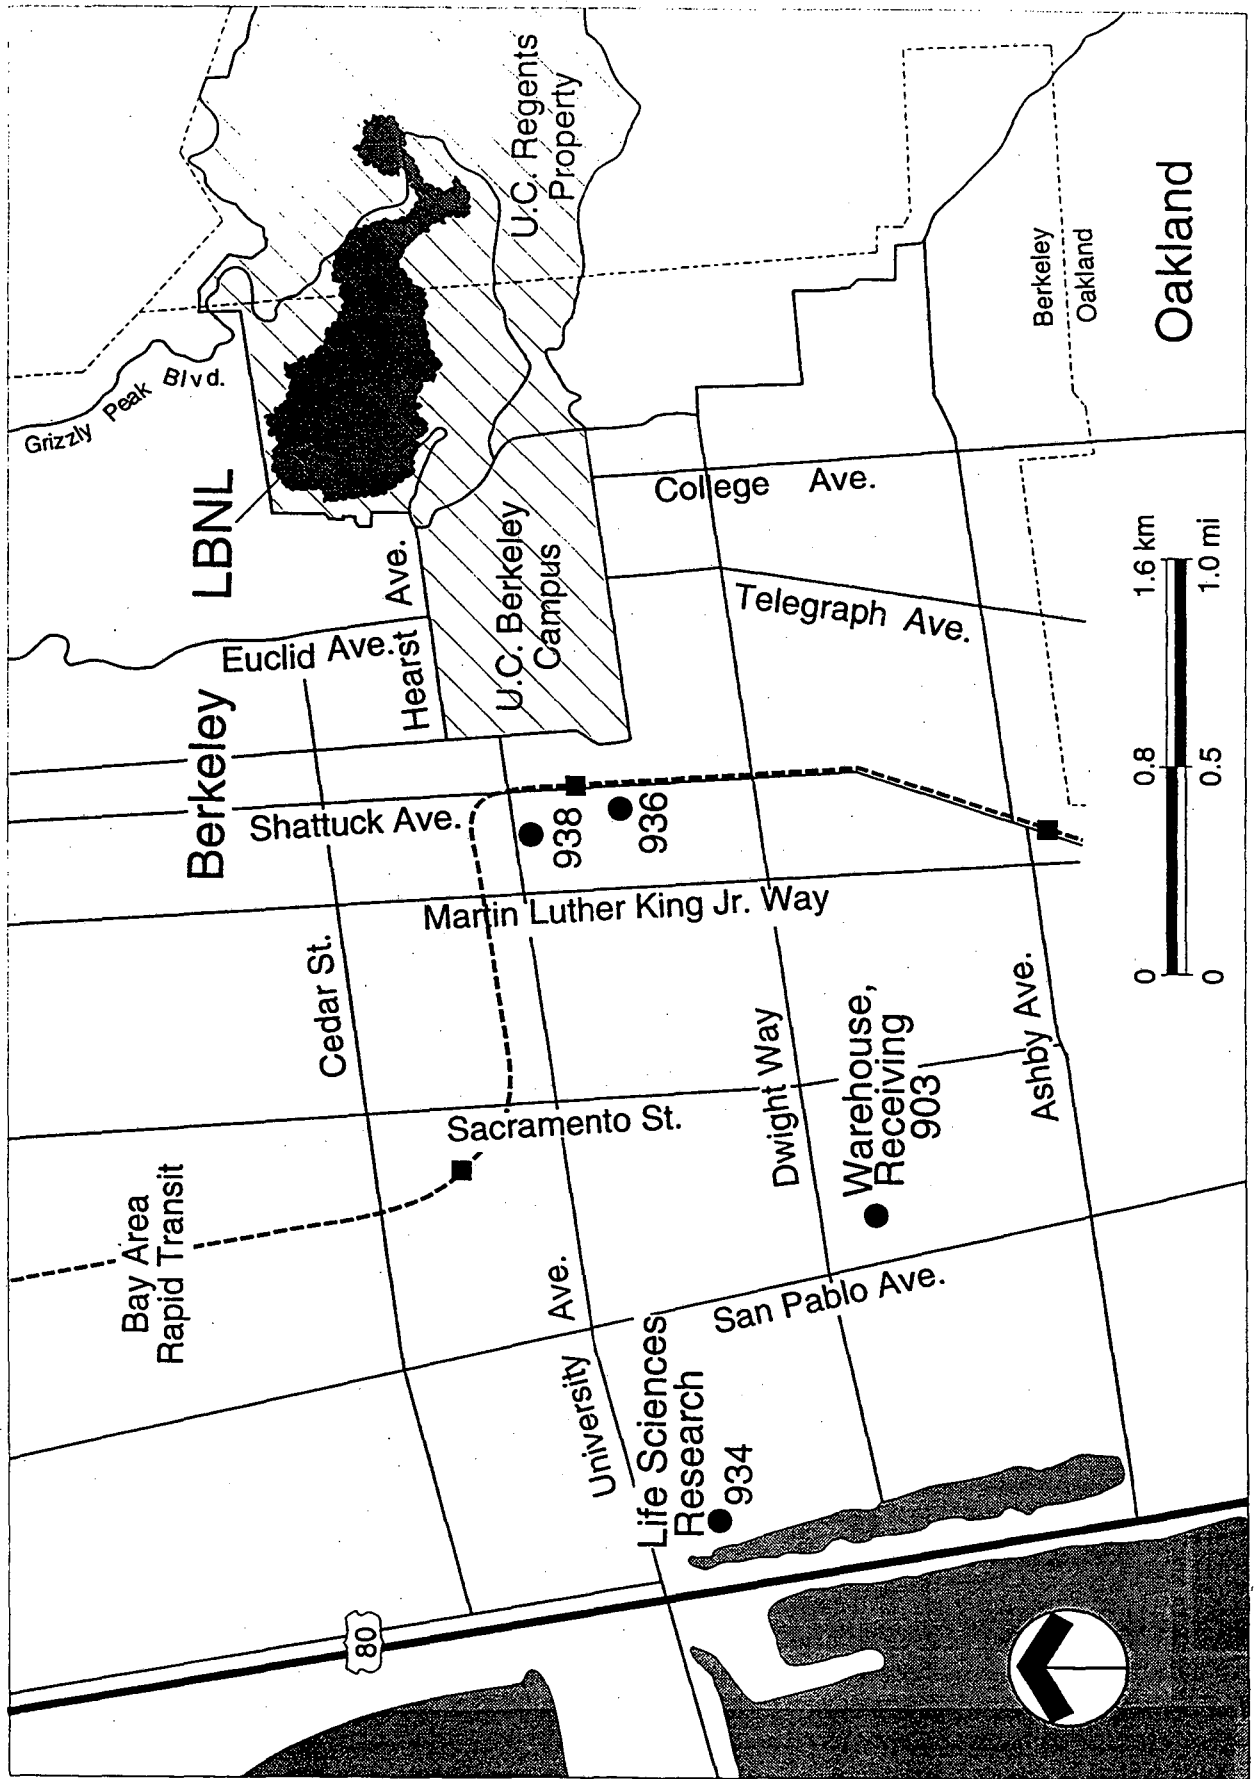 Grizzly Peak Blvd.
U.C. Regents
Property
LBNL
Berkeley
Oakland
Oakland
College Ave.
Hearst Ave.
U.C. Berkeley
Campus
Euclid Ave.
Telegraph Ave.
Berkeley
Shattuck Ave.
938
936
Martin Luther King Jr. Way
Cedar St.
Sacramento St.
Dwight Way
Warehouse,
Receiving
903
Ashby Ave.
Bay Area
Rapid Transit
University Ave.
San Pablo Ave.
Life Sciences
Research
934
80
0 0.8 1.6 km
0 0.5 1.0 mi